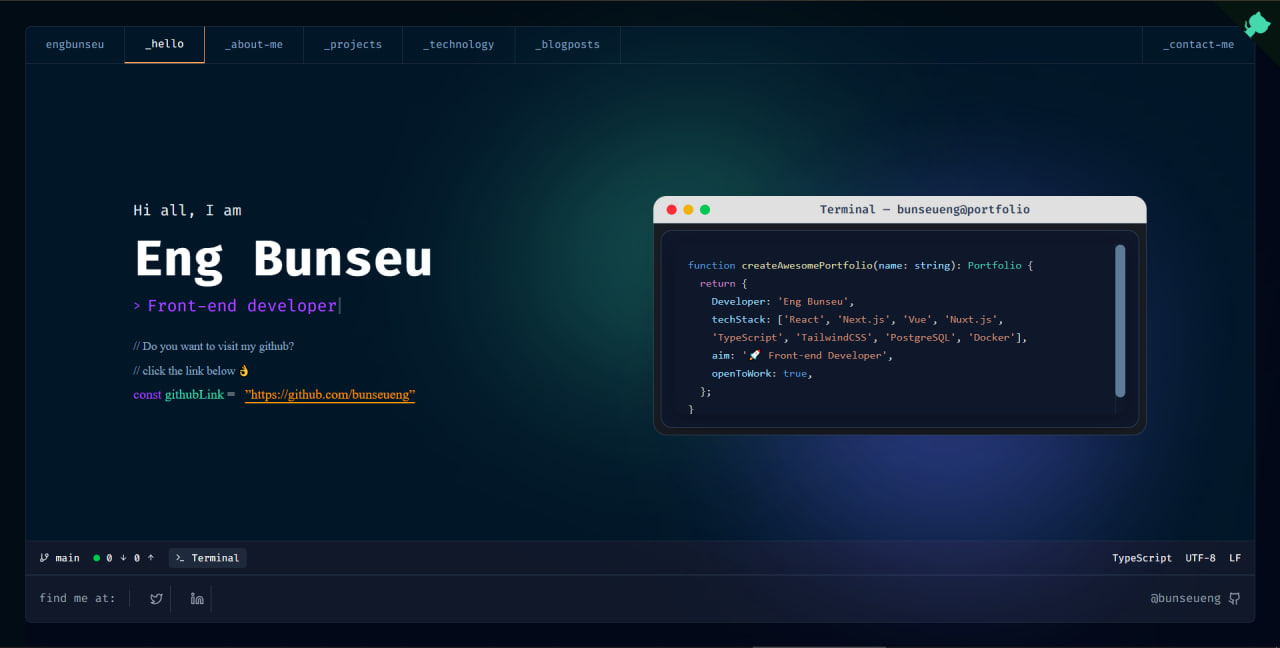 engbunseu
_hello
_about-me
_projects
_technology
_blogposts
_contact-me
Hi all, I am
Eng Bunseu
> Front-end developer|
// Do you want to visit my github?
// click the link below 👌
const githubLink = ”https://github.com/bunseueng”
Terminal — bunseueng@portfolio
function createAwesomePortfolio(name: string): Portfolio {
return {
Developer: 'Eng Bunseu',
techStack: ['React', 'Next.js', 'Vue', 'Nuxt.js',
'TypeScript', 'TailwindCSS', 'PostgreSQL', 'Docker'],
aim: '🚀 Front-end Developer',
openToWork: true,
};
}
main
0 ↓ 0 ↑
>_ Terminal
TypeScript UTF-8 LF
find me at:
@bunseueng